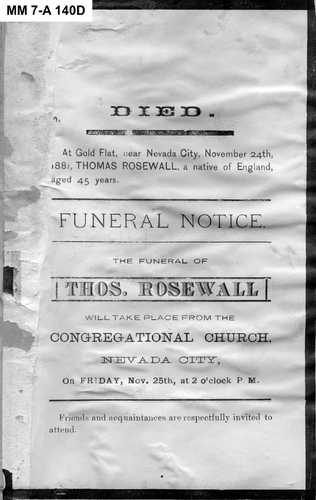 MM 7-A 140D
DIED.
At Gold Flat, near Nevada City, November 24th,
1881, THOMAS ROSEWALL, a native of England,
aged 45 years.
FUNERAL NOTICE.
THE FUNERAL OF
THOS. ROSEWALL
WILL TAKE PLACE FROM THE
CONGREGATIONAL CHURCH,
NEVADA CITY,
On FRIDAY, Nov. 25th, at 2 o'clock P. M.
Friends and acquaintances are respectfully invited to
attend.